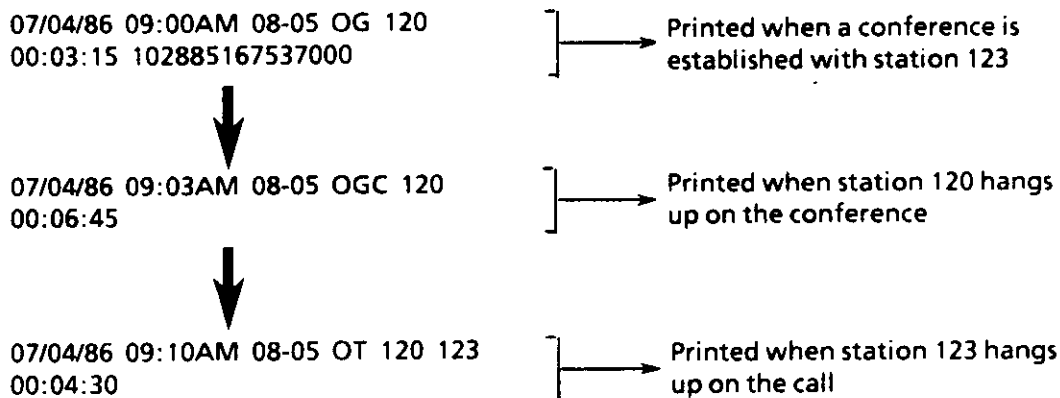 07/04/86 09:00AM 08-05 OG 120
00:03:15 102885167537000
Printed when a conference is
established with station 123
07/04/86 09:03AM 08-05 OGC 120
00:06:45
Printed when station 120 hangs
up on the conference
07/04/86 09:10AM 08-05 OT 120 123
00:04:30
Printed when station 123 hangs
up on the call